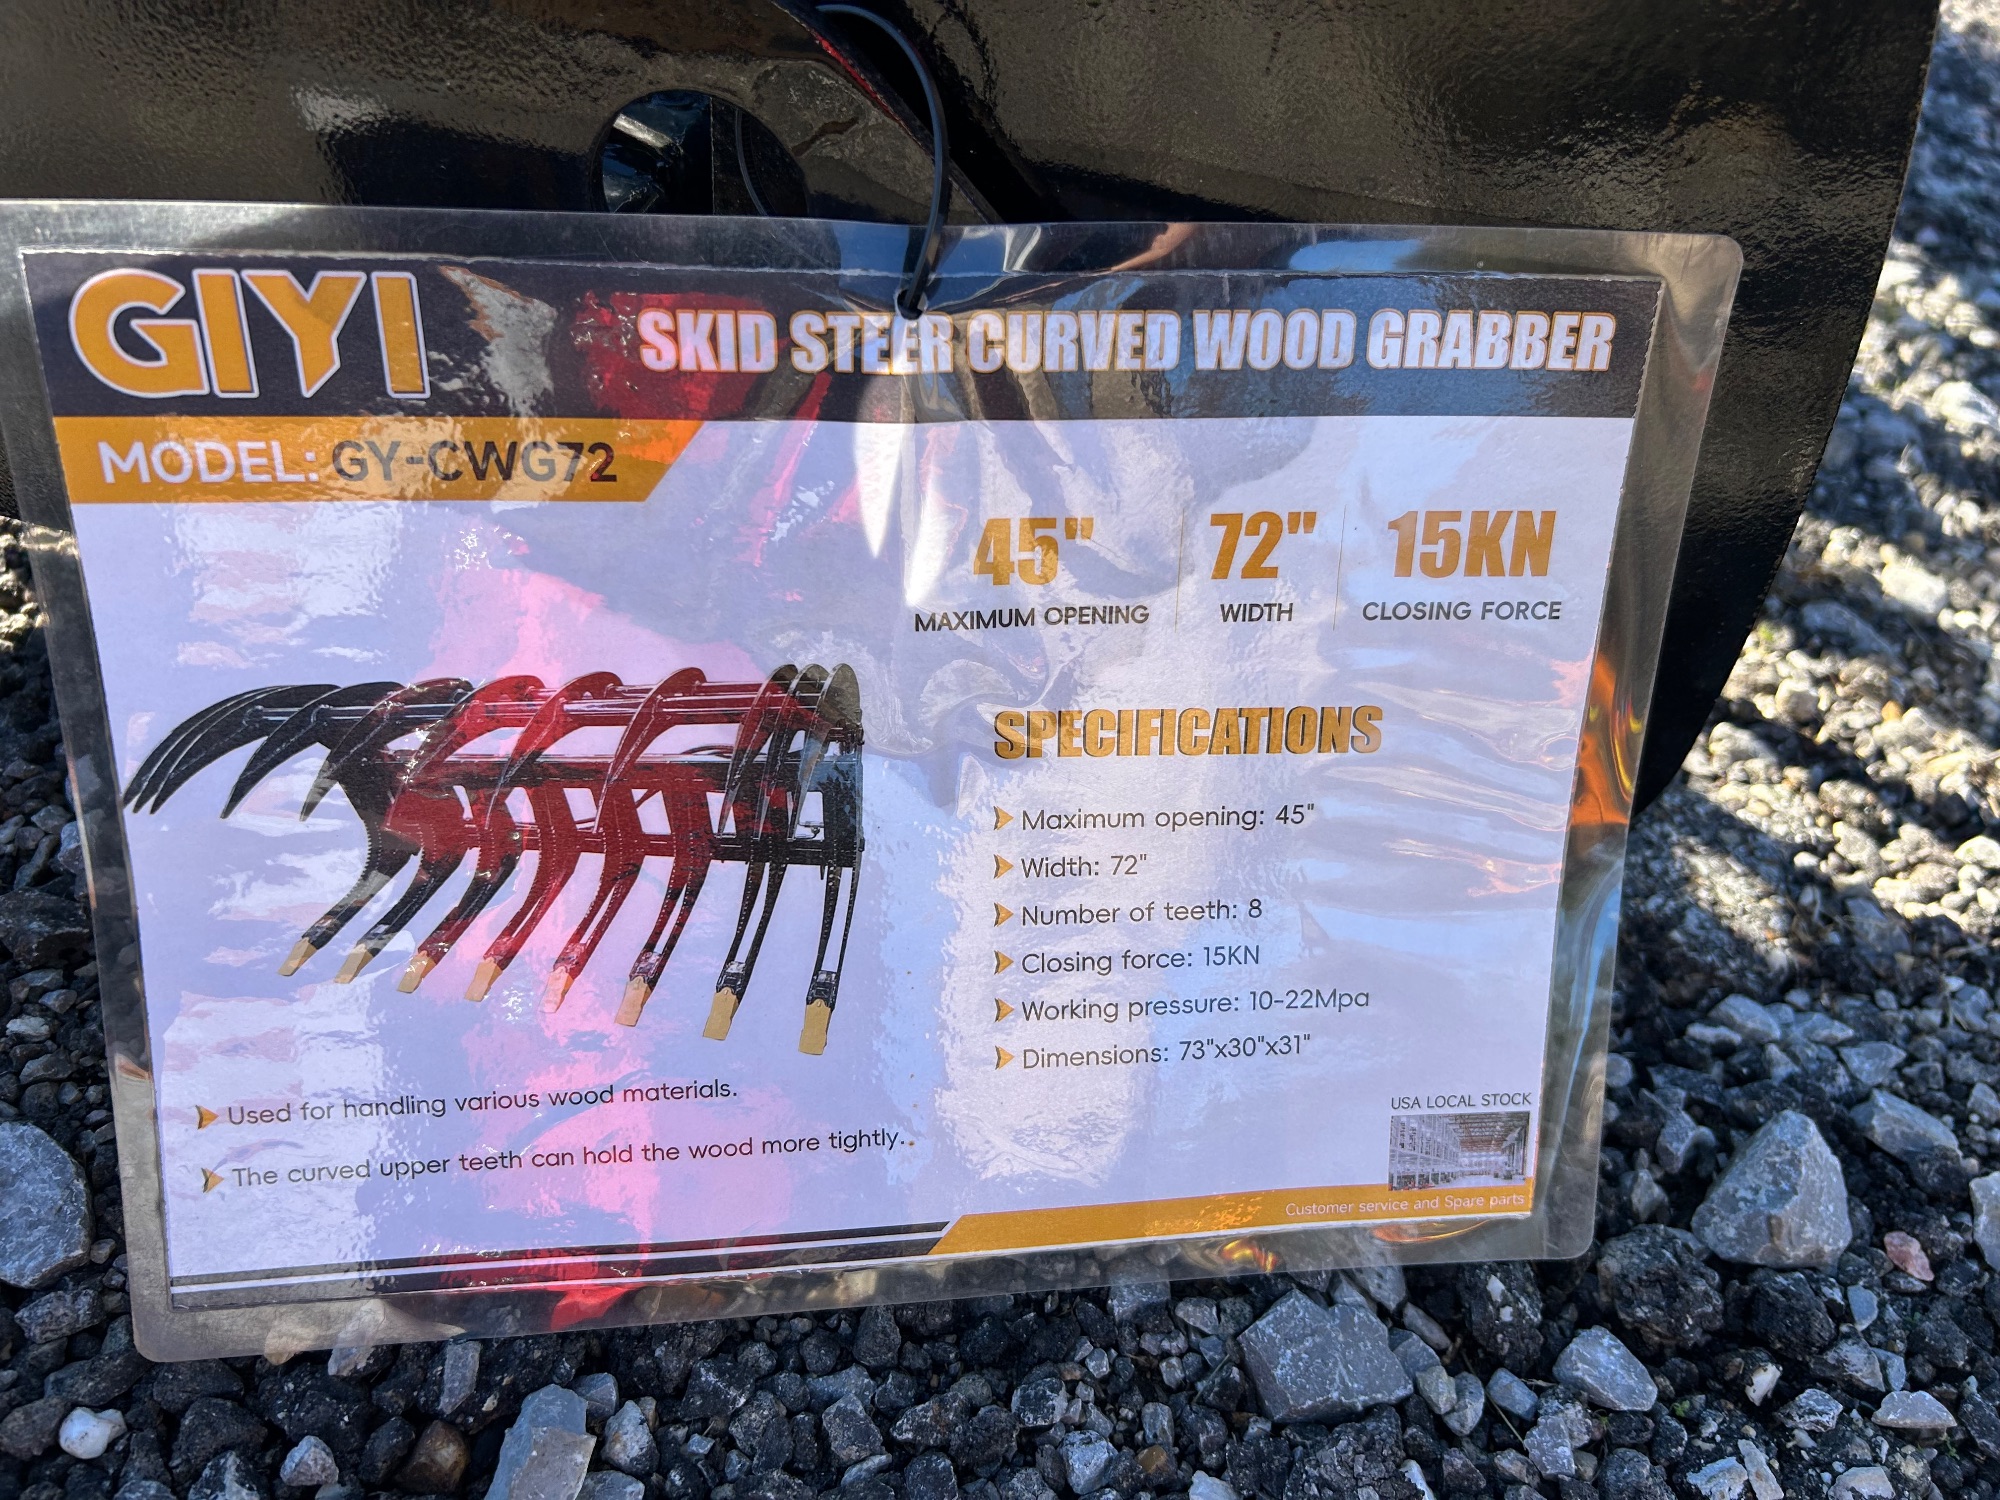 GIYI
SKID STEER CURVED WOOD GRABBER
MODEL: GY-CWG72
45" 72" 15KN
MAXIMUM OPENING WIDTH CLOSING FORCE
SPECIFICATIONS
Maximum opening: 45"
Width: 72"
Number of teeth: 8
Closing force: 15KN
Working pressure: 10-22Mpa
Dimensions: 73"x30"x31"
Used for handling various wood materials.
The curved upper teeth can hold the wood more tightly..
USA LOCAL STOCK
Customer service and Spare parts